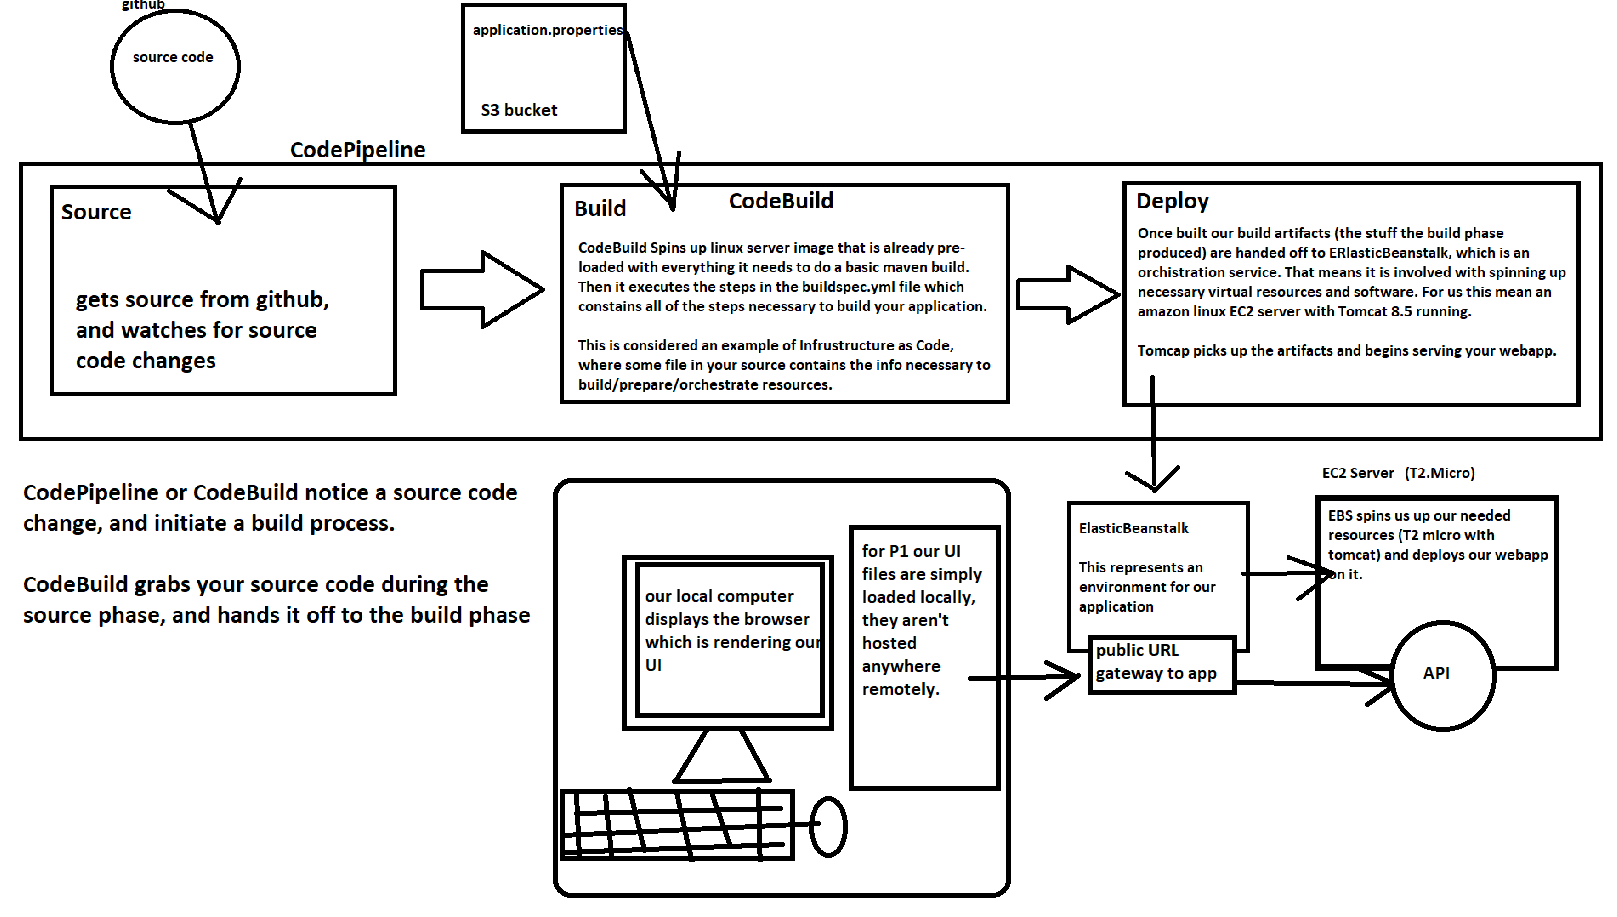 github
source code
application.properties
S3 bucket
CodePipeline
Source
gets source from github,
and watches for source
code changes
Build
CodeBuild
CodeBuild Spins up linux server image that is already pre-
loaded with everything it needs to do a basic maven build.
Then it executes the steps in the buildspec.yml file which
constains all of the steps necessary to build your application.
This is considered an example of Infrustructure as Code,
where some file in your source contains the info necessary to
build/prepare/orchestrate resources.
Deploy
Once built our build artifacts (the stuff the build phase
produced) are handed off to ERlasticBeanstalk, which is an
orchistration service. That means it is involved with spinning up
necessary virtual resources and software. For us this mean an
amazon linux EC2 server with Tomcat 8.5 running.
Tomcap picks up the artifacts and begins serving your webapp.
CodePipeline or CodeBuild notice a source code
change, and initiate a build process.
CodeBuild grabs your source code during the
source phase, and hands it off to the build phase
our local computer
displays the browser
which is rendering our
UI
for P1 our UI
files are simply
loaded locally,
they aren't
hosted
anywhere
remotely.
ElasticBeanstalk
This represents an
environment for our
application
public URL
gateway to app
EC2 Server (T2.Micro)
EBS spins us up our needed
resources (T2 micro with
tomcat) and deploys our webapp
on it.
API